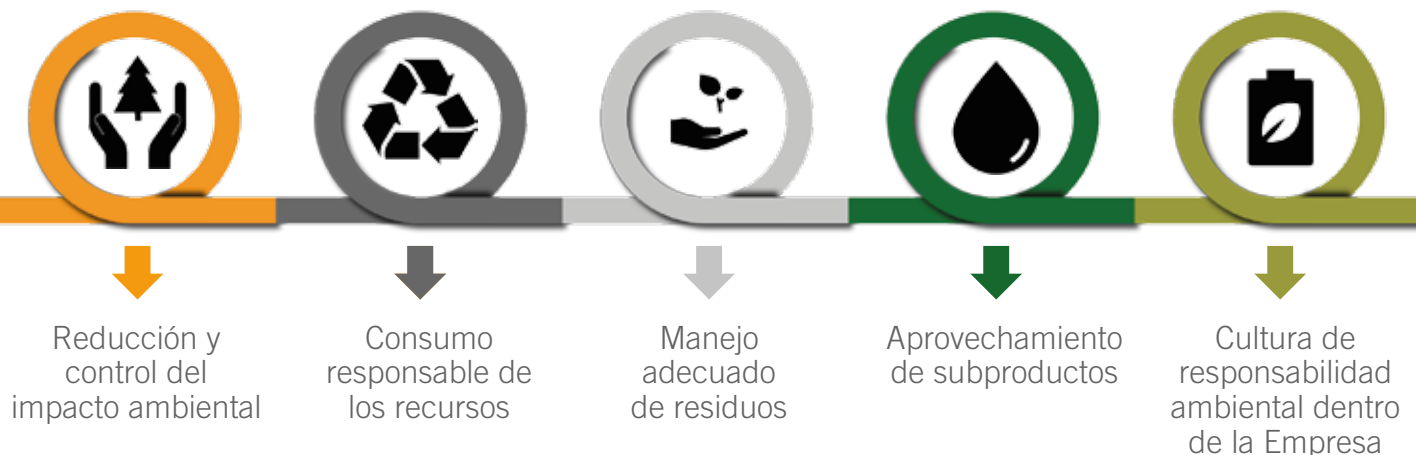 Reducción y
control del
impacto ambiental
Consumo
responsable de
los recursos
Manejo
adecuado
de residuos
Aprovechamiento
de subproductos
Cultura de
responsabilidad
ambiental dentro
de la Empresa